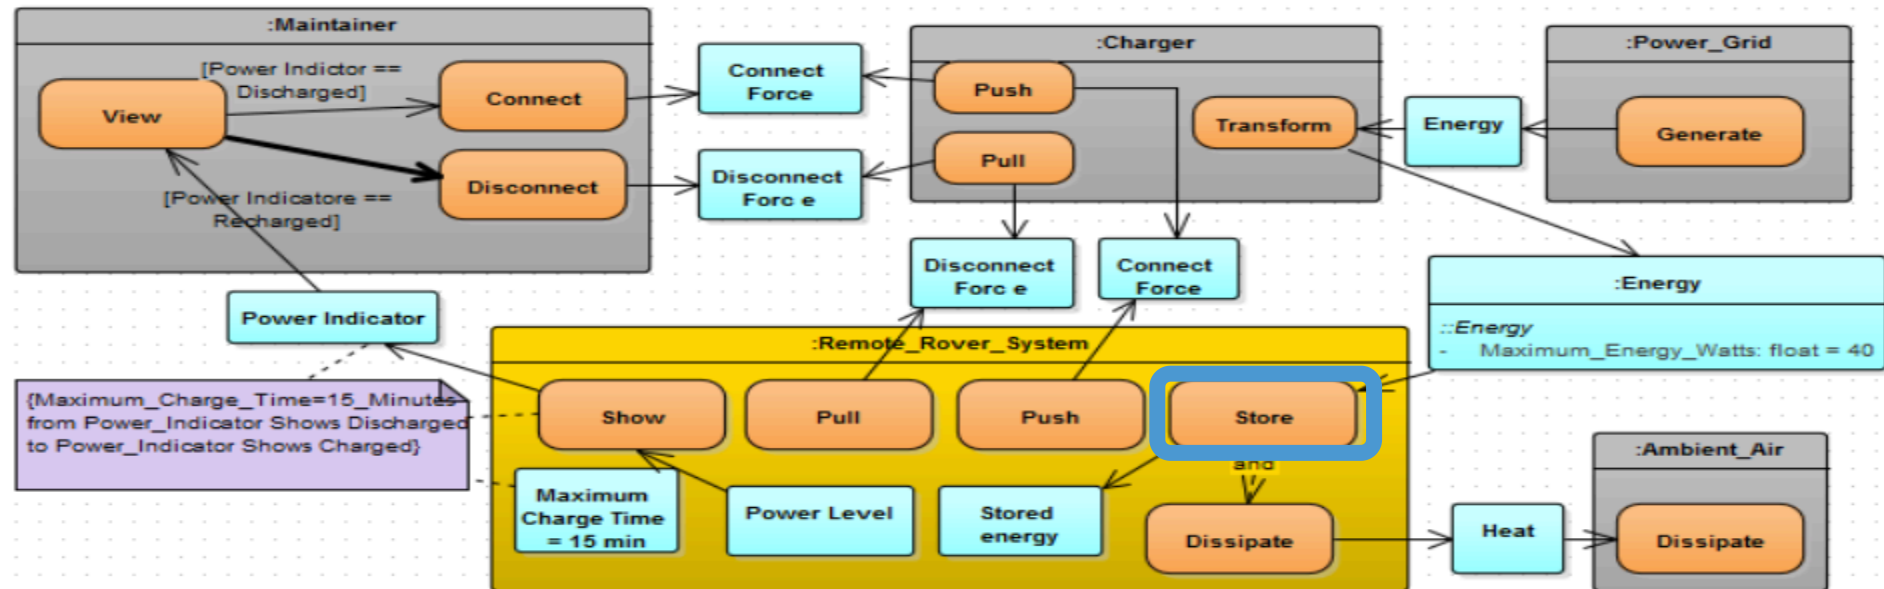 :Maintainer
[Power Indictor ==
Discharged]
View
Connect
Disconnect
[Power Indicatore ==
Recharged]
Connect
Force
Disconnect
Forc e
:Charger
Push
Pull
Transform
Energy
:Power_Grid
Generate
Disconnect
Forc e
Connect
Force
:Energy
::Energy
- Maximum_Energy_Watts: float = 40
Power Indicator
{Maximum_Charge_Time=15_Minutes
from Power_Indicator Shows Discharged
to Power_Indicator Shows Charged}
:Remote_Rover_System
Show
Pull
Push
Store
and
Maximum
Charge Time
= 15 min
Power Level
Stored
energy
Dissipate
Heat
:Ambient_Air
Dissipate